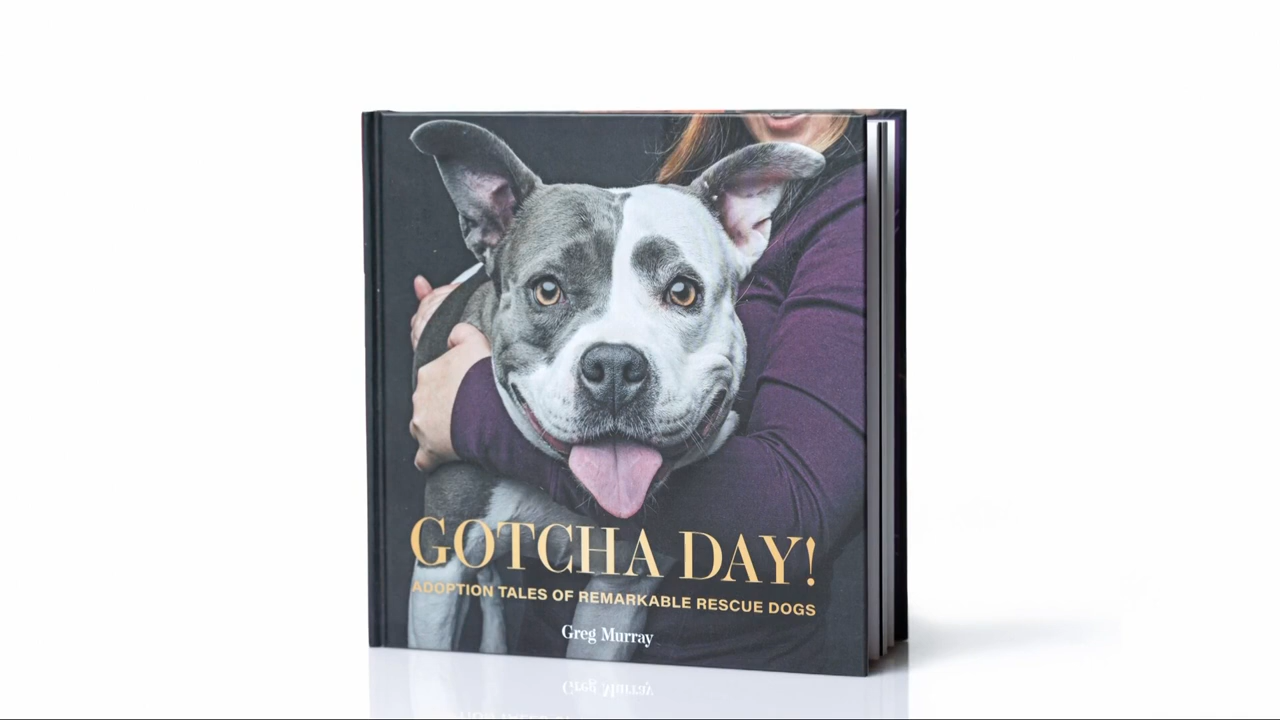 GOTCHA DAY!
ADOPTION TALES OF REMARKABLE RESCUE DOGS
Greg Murray